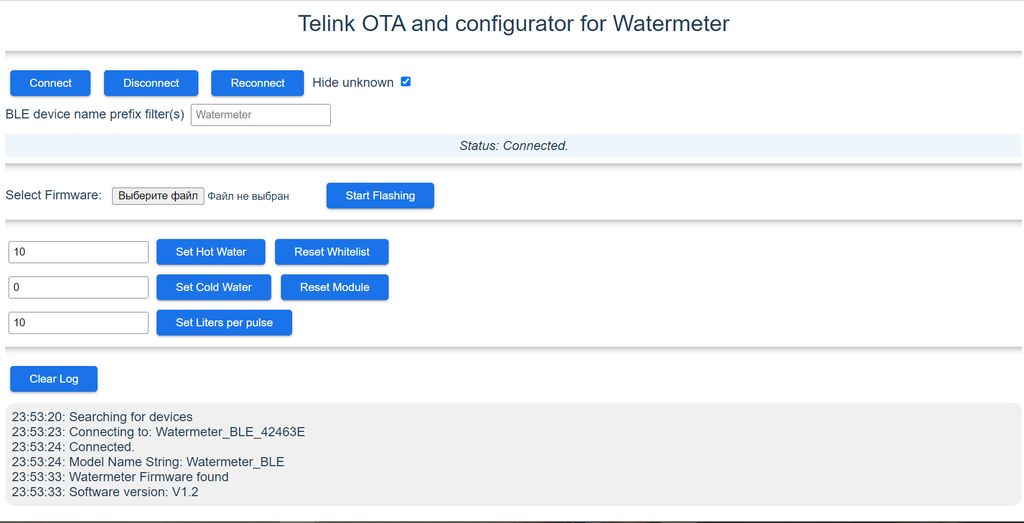 Telink OTA and configurator for Watermeter
Connect Disconnect Reconnect Hide unknown
BLE device name prefix filter(s) Watermeter
Status: Connected.
Select Firmware: Выберите файл Файл не выбран Start Flashing
10 Set Hot Water Reset Whitelist
0 Set Cold Water Reset Module
10 Set Liters per pulse
Clear Log
23:53:20: Searching for devices
23:53:23: Connecting to: Watermeter_BLE_42463E
23:53:24: Connected.
23:53:24: Model Name String: Watermeter_BLE
23:53:33: Watermeter Firmware found
23:53:33: Software version: V1.2